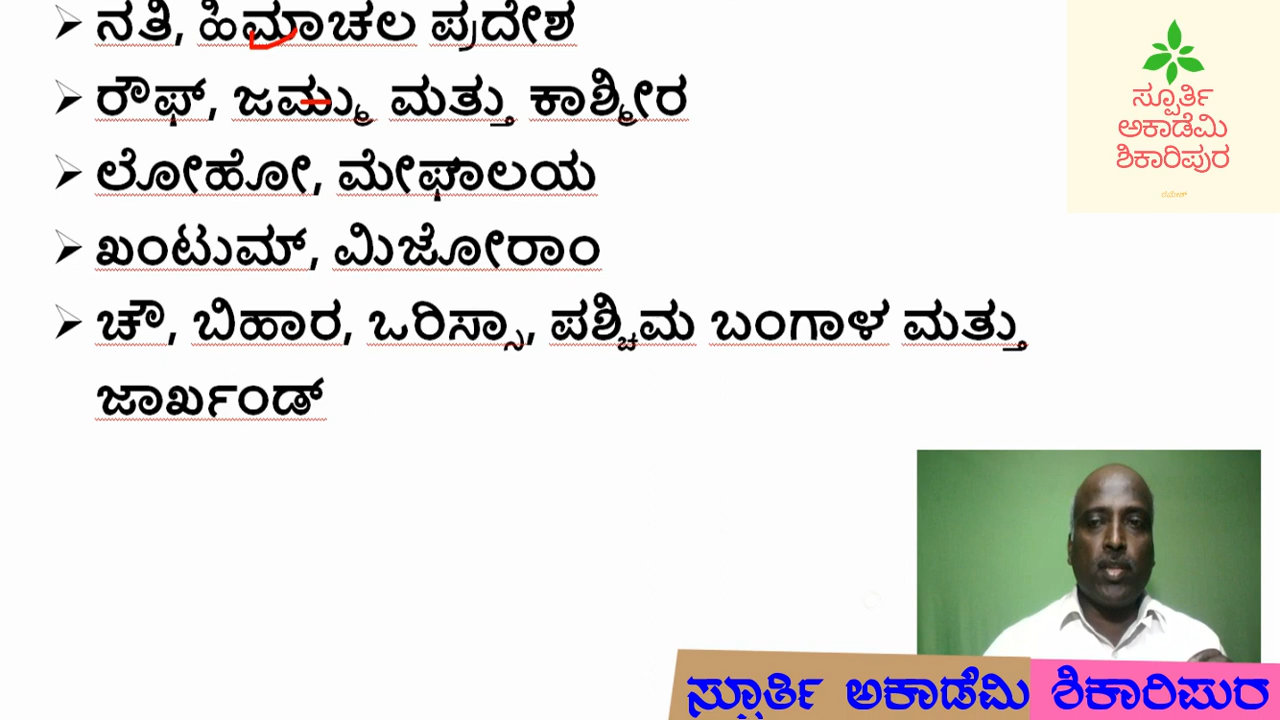 ನತಿ, ಹಿಮಾಚಲ ಪ್ರದೇಶ
ರೌಫ್, ಜಮ್ಮು ಮತ್ತು ಕಾಶ್ಮೀರ
ಲೋಹೋ, ಮೇಘಾಲಯ
ಖಂಟುಮ್, ಮಿಜೋರಾಂ
ಚೌ, ಬಿಹಾರ, ಒರಿಸ್ಸಾ, ಪಶ್ಚಿಮ ಬಂಗಾಳ ಮತ್ತು
ಜಾರ್ಖಂಡ್
ಸ್ಪೂರ್ತಿ
ಅಕಾಡೆಮಿ
ಶಿಕಾರಿಪುರ
ಸ್ಪೂರ್ತಿ ಅಕಾಡೆಮಿ ಶಿಕಾರಿಪುರ